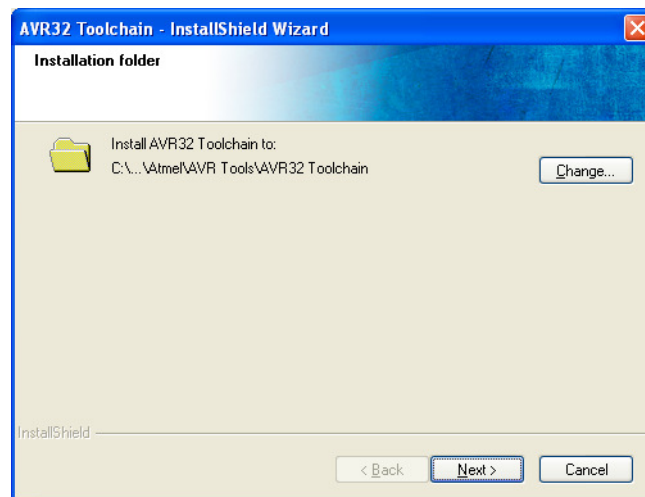 AVR32 Toolchain - InstallShield Wizard
Installation folder
Install AVR32 Toolchain to:
C:\...\Atmel\AVR Tools\AVR32 Toolchain
Change...
InstallShield
< Back
Next >
Cancel